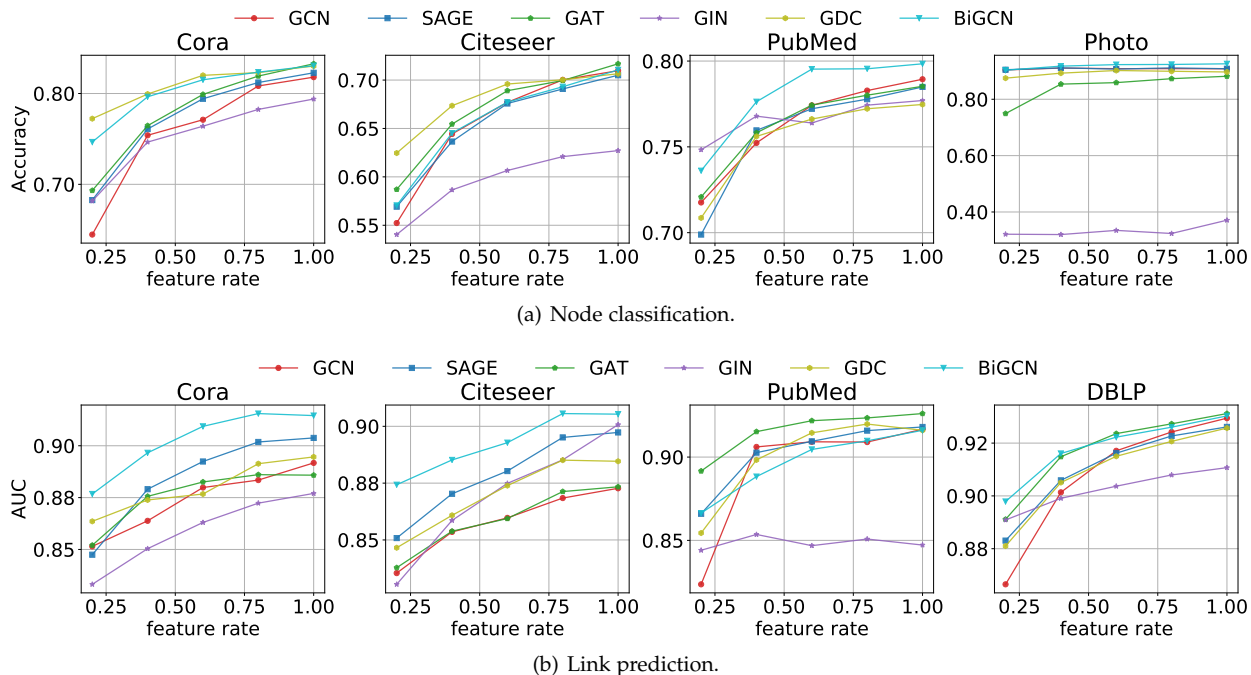 GCN SAGE GAT GIN GDC BiGCN
Cora Citeseer PubMed Photo
Accuracy
0.80
0.70
0.25 0.50 0.75 1.00
feature rate
0.70
0.65
0.60
0.55
0.25 0.50 0.75 1.00
feature rate
0.80
0.75
0.70
0.25 0.50 0.75 1.00
feature rate
0.80
0.60
0.40
0.25 0.50 0.75 1.00
feature rate
(a) Node classification.
GCN SAGE GAT GIN GDC BiGCN
Cora Citeseer PubMed DBLP
AUC
0.90
0.88
0.85
0.25 0.50 0.75 1.00
feature rate
0.90
0.88
0.85
0.25 0.50 0.75 1.00
feature rate
0.90
0.85
0.25 0.50 0.75 1.00
feature rate
0.92
0.90
0.88
0.25 0.50 0.75 1.00
feature rate
(b) Link prediction.